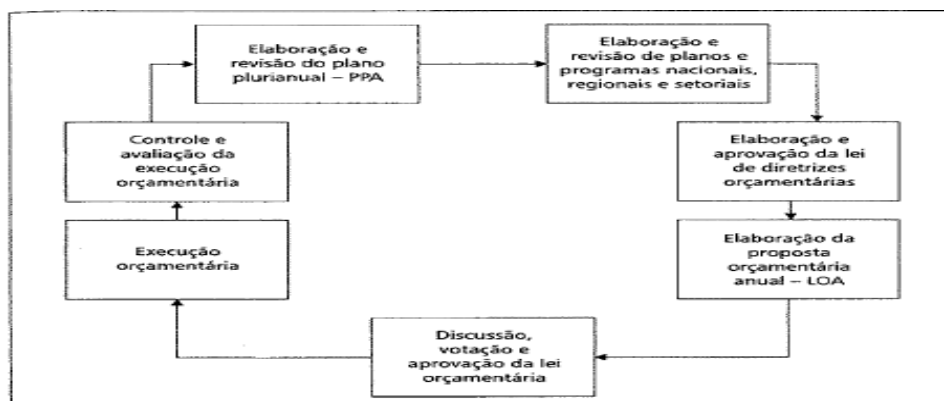 Elaboração e
revisão do plano
plurianual – PPA
Elaboração e
revisão de planos e
programas nacionais,
regionais e setoriais
Elaboração e
aprovação da lei
de diretrizes
orçamentárias
Elaboração da
proposta
orçamentária
anual – LOA
Discussão,
votação e
aprovação da lei
orçamentária
Execução
orçamentária
Controle e
avaliação da
execução
orçamentária